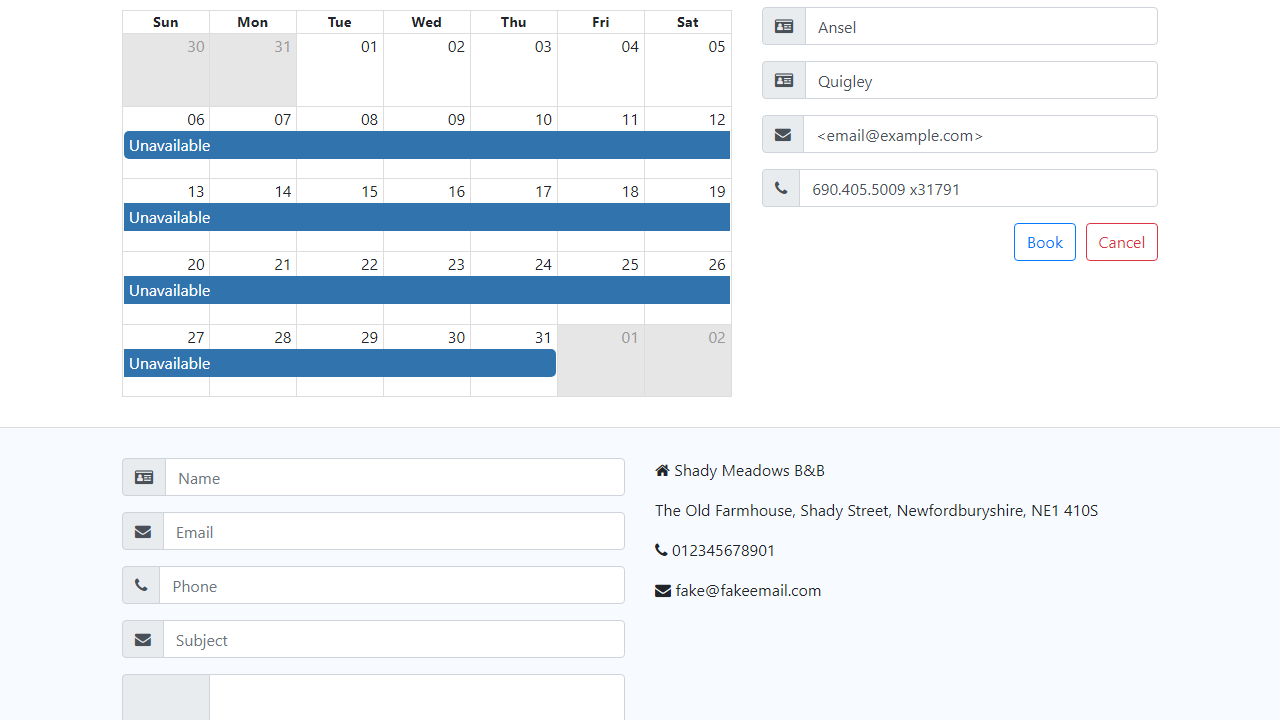 Sun Mon Tue Wed Thu Fri Sat
30 31 01 02 03 04 05
06 07 08 09 10 11 12
Unavailable
13 14 15 16 17 18 19
Unavailable
20 21 22 23 24 25 26
Unavailable
27 28 29 30 31 01 02
Unavailable
Ansel
Quigley
<email@example.com>
690.405.5009 x31791
Book Cancel
Name
Email
Phone
Subject
Shady Meadows B&B
The Old Farmhouse, Shady Street, Newfordburyshire, NE1 410S
012345678901
fake@fakeemail.com